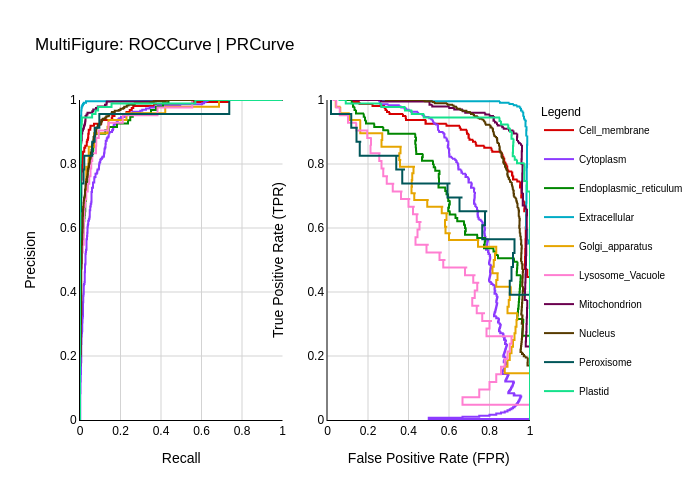 MultiFigure: ROCCurve | PRCurve
Precision
1
0.8
0.6
0.4
0.2
0
0 0.2 0.4 0.6 0.8 1
Recall
True Positive Rate (TPR)
1
0.8
0.6
0.4
0.2
0
0 0.2 0.4 0.6 0.8 1
False Positive Rate (FPR)
Legend
Cell_membrane
Cytoplasm
Endoplasmic_reticulum
Extracellular
Golgi_apparatus
Lysosome_Vacuole
Mitochondrion
Nucleus
Peroxisome
Plastid